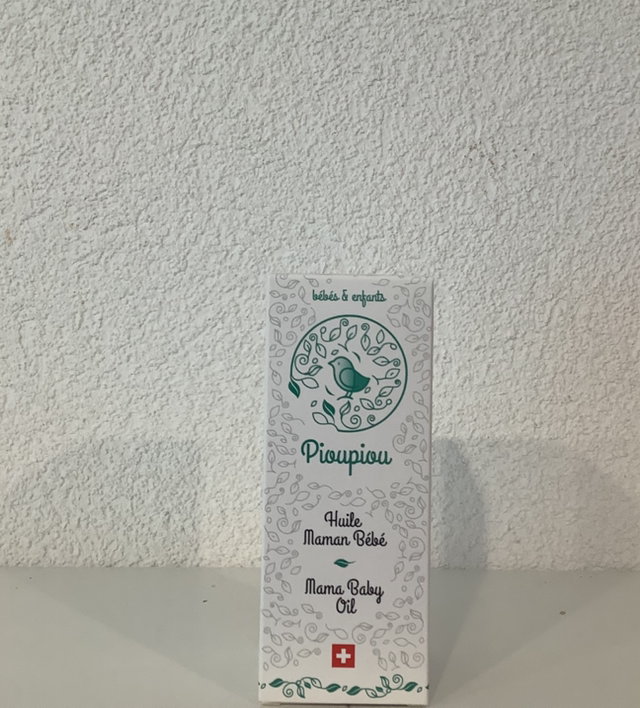 bébés & enfants
Pioupiou
Huile
Maman Bébé
Mama Baby
Oil